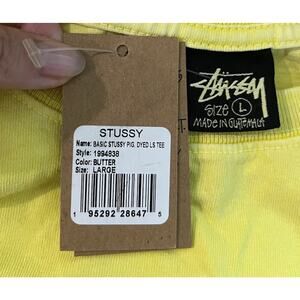 STUSSY
Name: BASIC STUSSY PIG. DYED LS TEE
Style: 1994838
Color: BUTTER
Size: LARGE
1 95292 28647 5
STÜSSY
SIZE L
MADE IN GUATEMALA